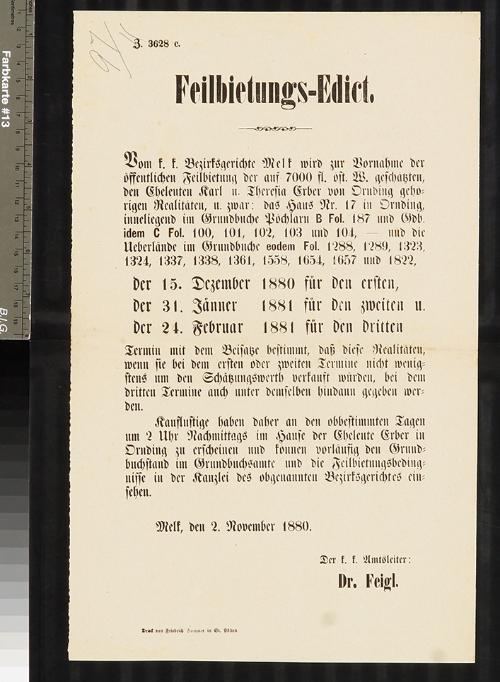 Z. 3628 c.
Feilbietungs-Edict.
Vom k. k. Bezirksgerichte Melk wird zur Vornahme der
öffentlichen Feilbietung der auf 7000 fl. öst. W. geschätzten,
den Eheleuten Karl u. Theresia Erber von Ornding gehö-
rigen Realitäten, u. zwar: das Haus Nr. 17 in Ornding,
inneliegend im Grundbuche Pöchlarn B Fol. 187 und Gdb.
idem C Fol. 100, 101, 102, 103 und 104, — und die
Ueberlände im Grundbuche eodem Fol. 1288, 1289, 1323,
1324, 1337, 1338, 1361, 1558, 1654, 1657 und 1822,
der 15. Dezember 1880 für den ersten,
der 31. Jänner 1881 für den zweiten u.
der 24. Februar 1881 für den dritten
Termin mit dem Beisatze bestimmt, daß diese Realitäten,
wenn sie bei dem ersten oder zweiten Termine nicht wenig-
stens um den Schätzungswerth verkauft würden, bei dem
dritten Termine auch unter demselben hindann gegeben wer-
den.
Kauflustige haben daher an den obbestimmten Tagen
um 2 Uhr Nachmittags im Hause der Eheleute Erber in
Ornding zu erscheinen und können vorläufig den Grund-
buchstand im Grundbuchsamte und die Feilbietungsbeding-
nisse in der Kanzlei des obgenannten Bezirksgerichtes ein-
sehen.
Melk, den 2. November 1880.
Der k. k. Amtsleiter:
Dr. Feigl.
Druck von Friedrich in St. Pölten
Farbkarte #13
B.I.G.